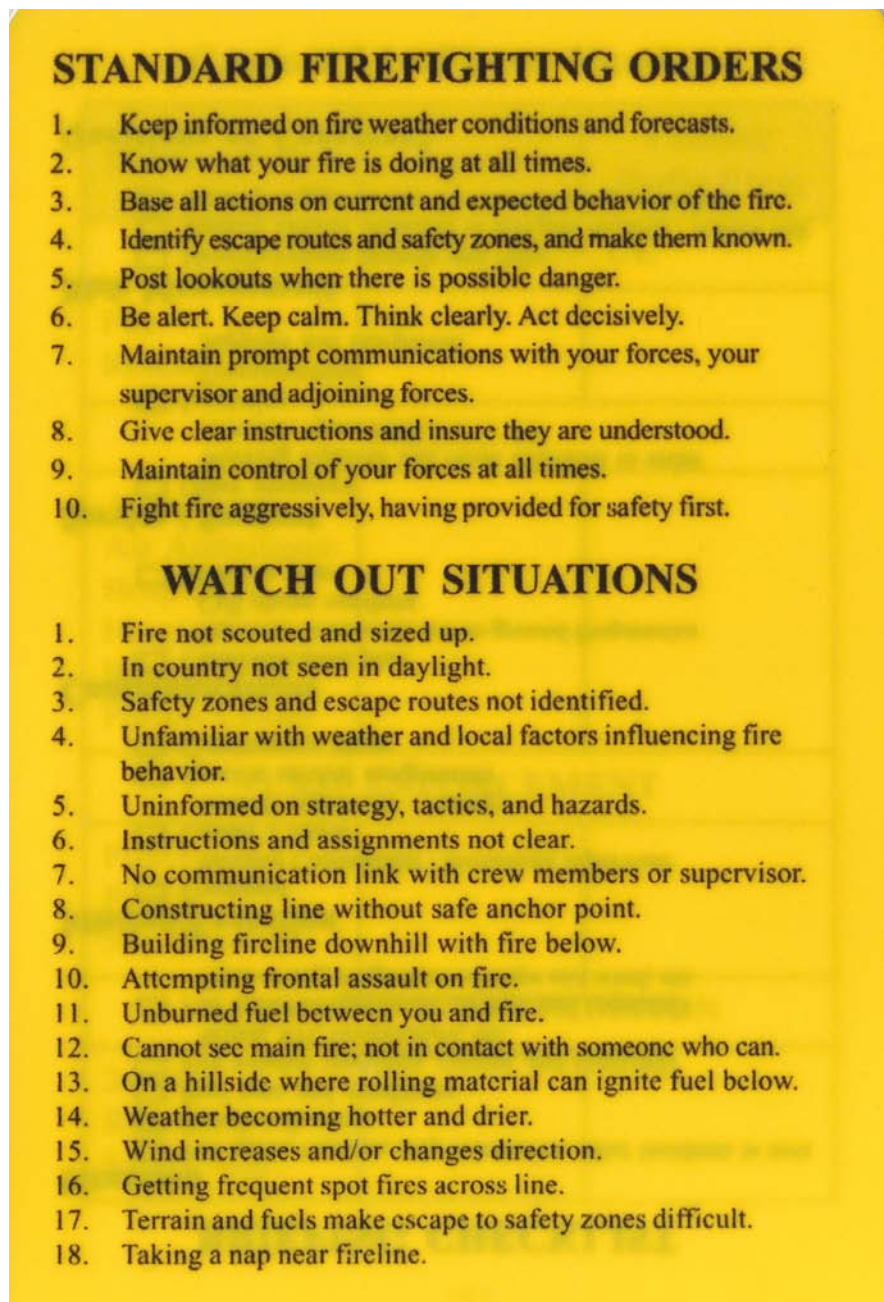 STANDARD FIREFIGHTING ORDERS
1. Keep informed on fire weather conditions and forecasts.
2. Know what your fire is doing at all times.
3. Base all actions on current and expected behavior of the fire.
4. Identify escape routes and safety zones, and make them known.
5. Post lookouts when there is possible danger.
6. Be alert. Keep calm. Think clearly. Act decisively.
7. Maintain prompt communications with your forces, your
supervisor and adjoining forces.
8. Give clear instructions and insure they are understood.
9. Maintain control of your forces at all times.
10. Fight fire aggressively, having provided for safety first.
WATCH OUT SITUATIONS
1. Fire not scouted and sized up.
2. In country not seen in daylight.
3. Safety zones and escape routes not identified.
4. Unfamiliar with weather and local factors influencing fire
behavior.
5. Uninformed on strategy, tactics, and hazards.
6. Instructions and assignments not clear.
7. No communication link with crew members or supervisor.
8. Constructing line without safe anchor point.
9. Building fireline downhill with fire below.
10. Attempting frontal assault on fire.
11. Unburned fuel between you and fire.
12. Cannot see main fire; not in contact with someone who can.
13. On a hillside where rolling material can ignite fuel below.
14. Weather becoming hotter and drier.
15. Wind increases and/or changes direction.
16. Getting frequent spot fires across line.
17. Terrain and fuels make escape to safety zones difficult.
18. Taking a nap near fireline.